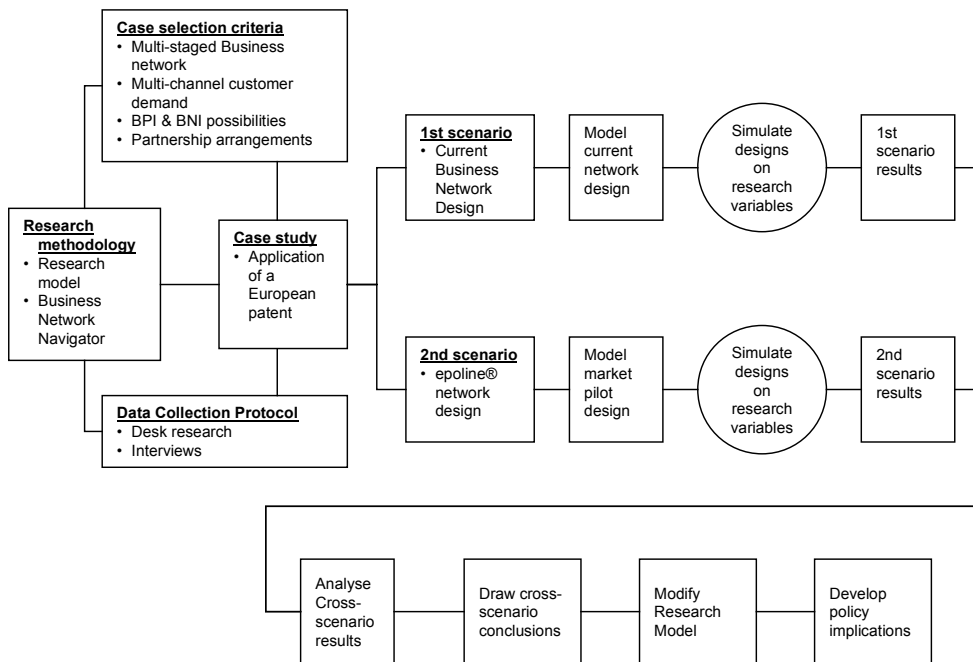 Case selection criteria
• Multi-staged Business
network
• Multi-channel customer
demand
• BPI & BNI possibilities
• Partnership arrangements
Research
methodology
• Research
model
• Business
Network
Navigator
Case study
• Application
of a
European
patent
Data Collection Protocol
• Desk research
• Interviews
1st scenario
• Current
Business
Network
Design
Model
current
network
design
Simulate
designs
on
research
variables
1st
scenario
results
2nd scenario
• epoline®
network
design
Model
market
pilot
design
Simulate
designs
on
research
variables
2nd
scenario
results
Analyse
Cross-
scenario
results
Draw cross-
scenario
conclusions
Modify
Research
Model
Develop
policy
implications